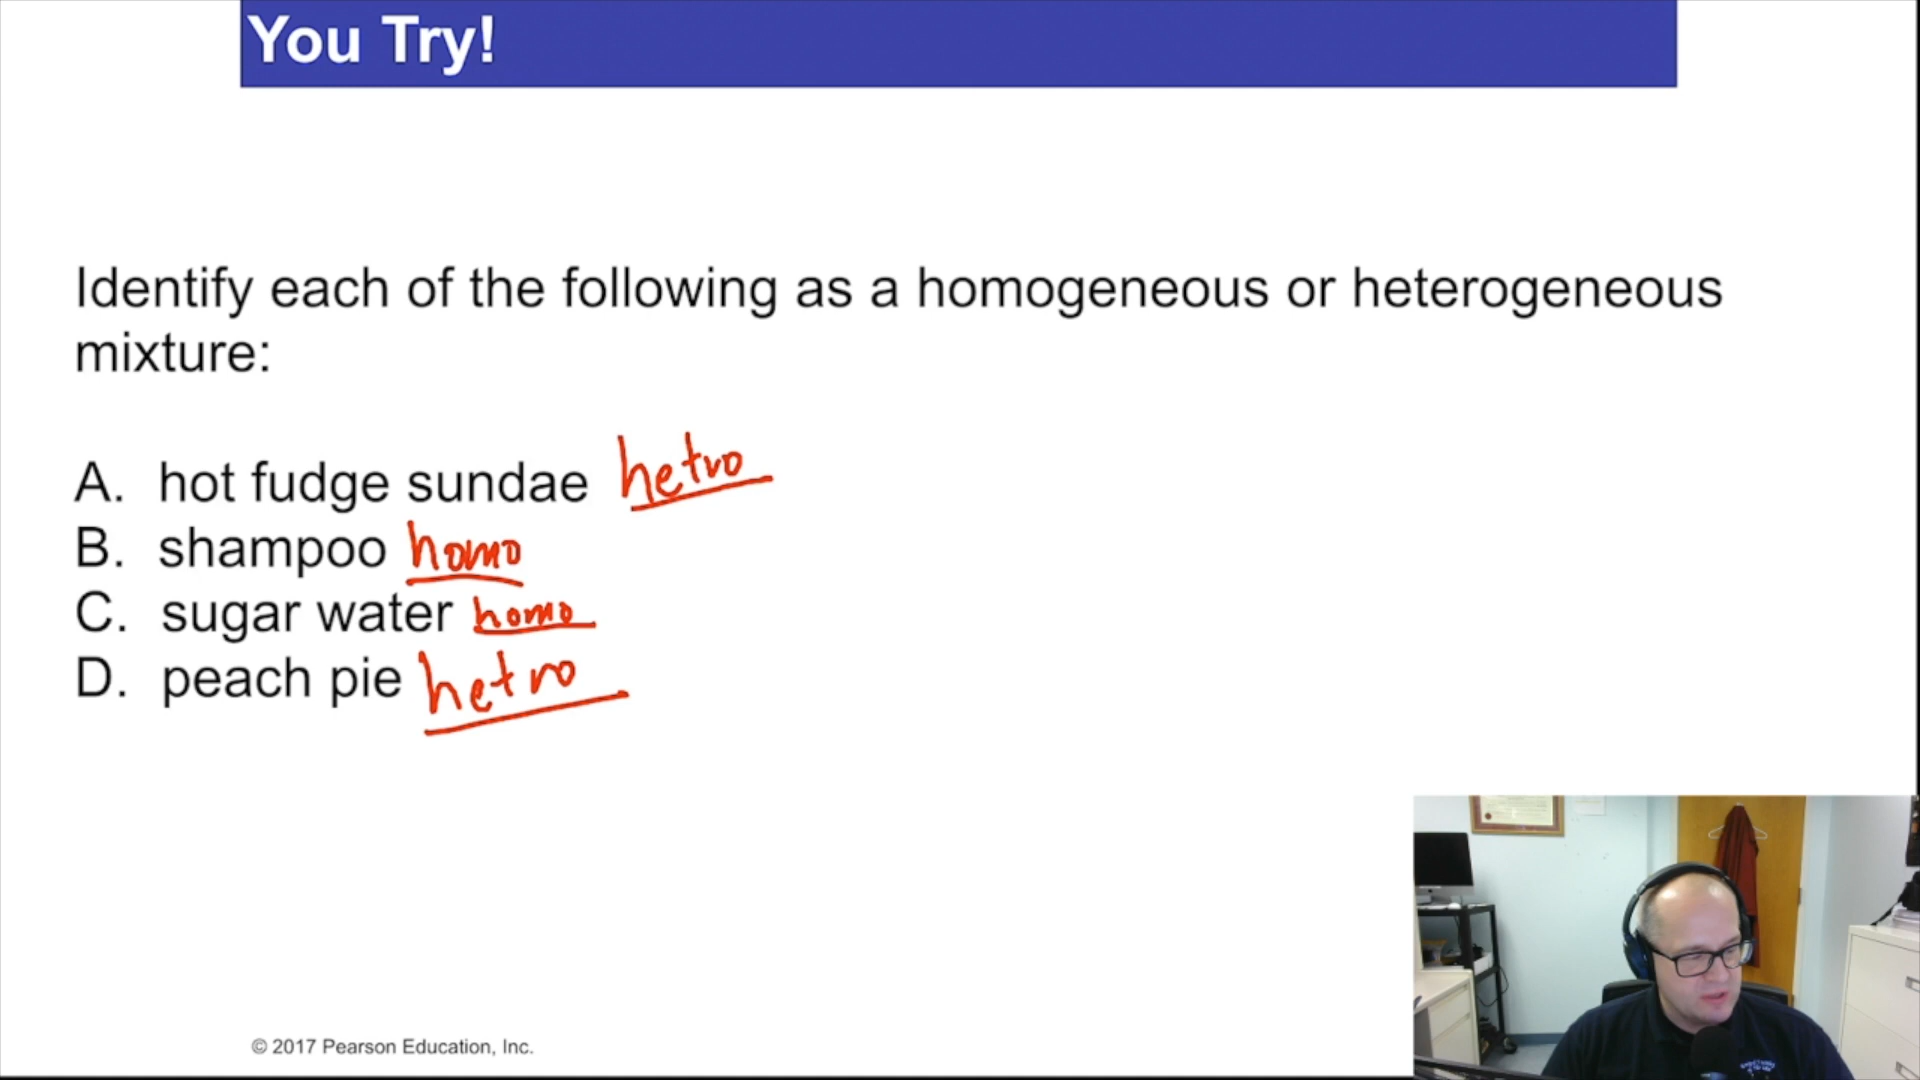 You Try!
Identify each of the following as a homogeneous or heterogeneous
mixture:
A. hot fudge sundae hetro
B. shampoo homo
C. sugar water homo
D. peach pie hetro
© 2017 Pearson Education, Inc.